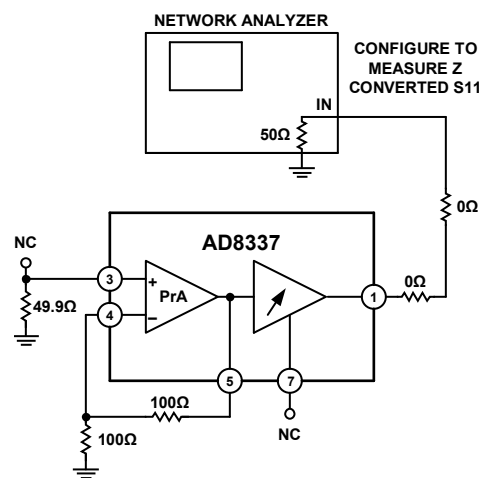 NETWORK ANALYZER
CONFIGURE TO
MEASURE Z
CONVERTED S11
IN
50Ω
0Ω
NC
AD8337
0Ω
3
+
PrA
1
49.9Ω
4
–
5
7
100Ω
100Ω
NC